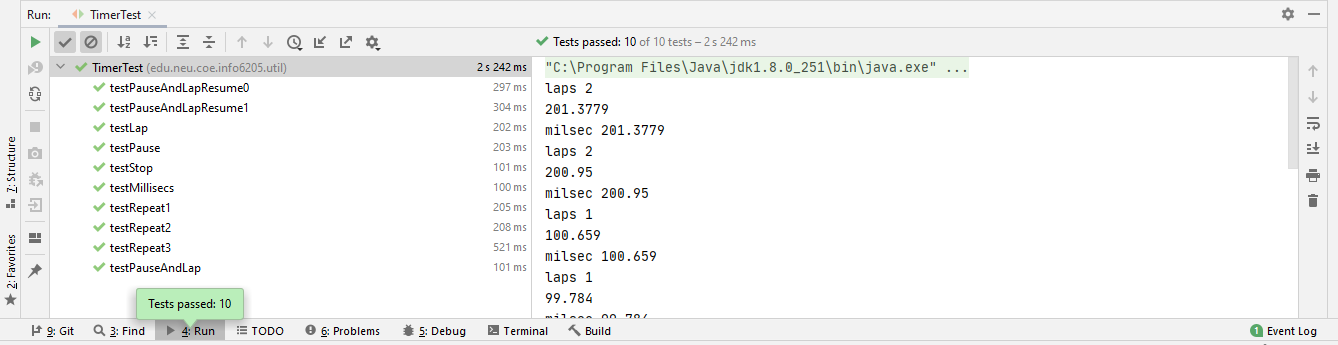 Run: TimerTest
Tests passed: 10 of 10 tests – 2 s 242 ms
TimerTest (edu.neu.coe.info6205.util) 2 s 242 ms
testPauseAndLapResume0 297 ms
testPauseAndLapResume1 304 ms
testLap 202 ms
testPause 203 ms
testStop 101 ms
testMillisecs 100 ms
testRepeat1 205 ms
testRepeat2 208 ms
testRepeat3 521 ms
testPauseAndLap 101 ms
"C:\Program Files\Java\jdk1.8.0_251\bin\java.exe" ...
laps 2
201.3779
milsec 201.3779
laps 2
200.95
milsec 200.95
laps 1
100.659
milsec 100.659
laps 1
99.784
milsec 99.784
7: Structure
2: Favorites
Tests passed: 10
9: Git 3: Find 4: Run TODO 6: Problems 5: Debug Terminal Build 1 Event Log